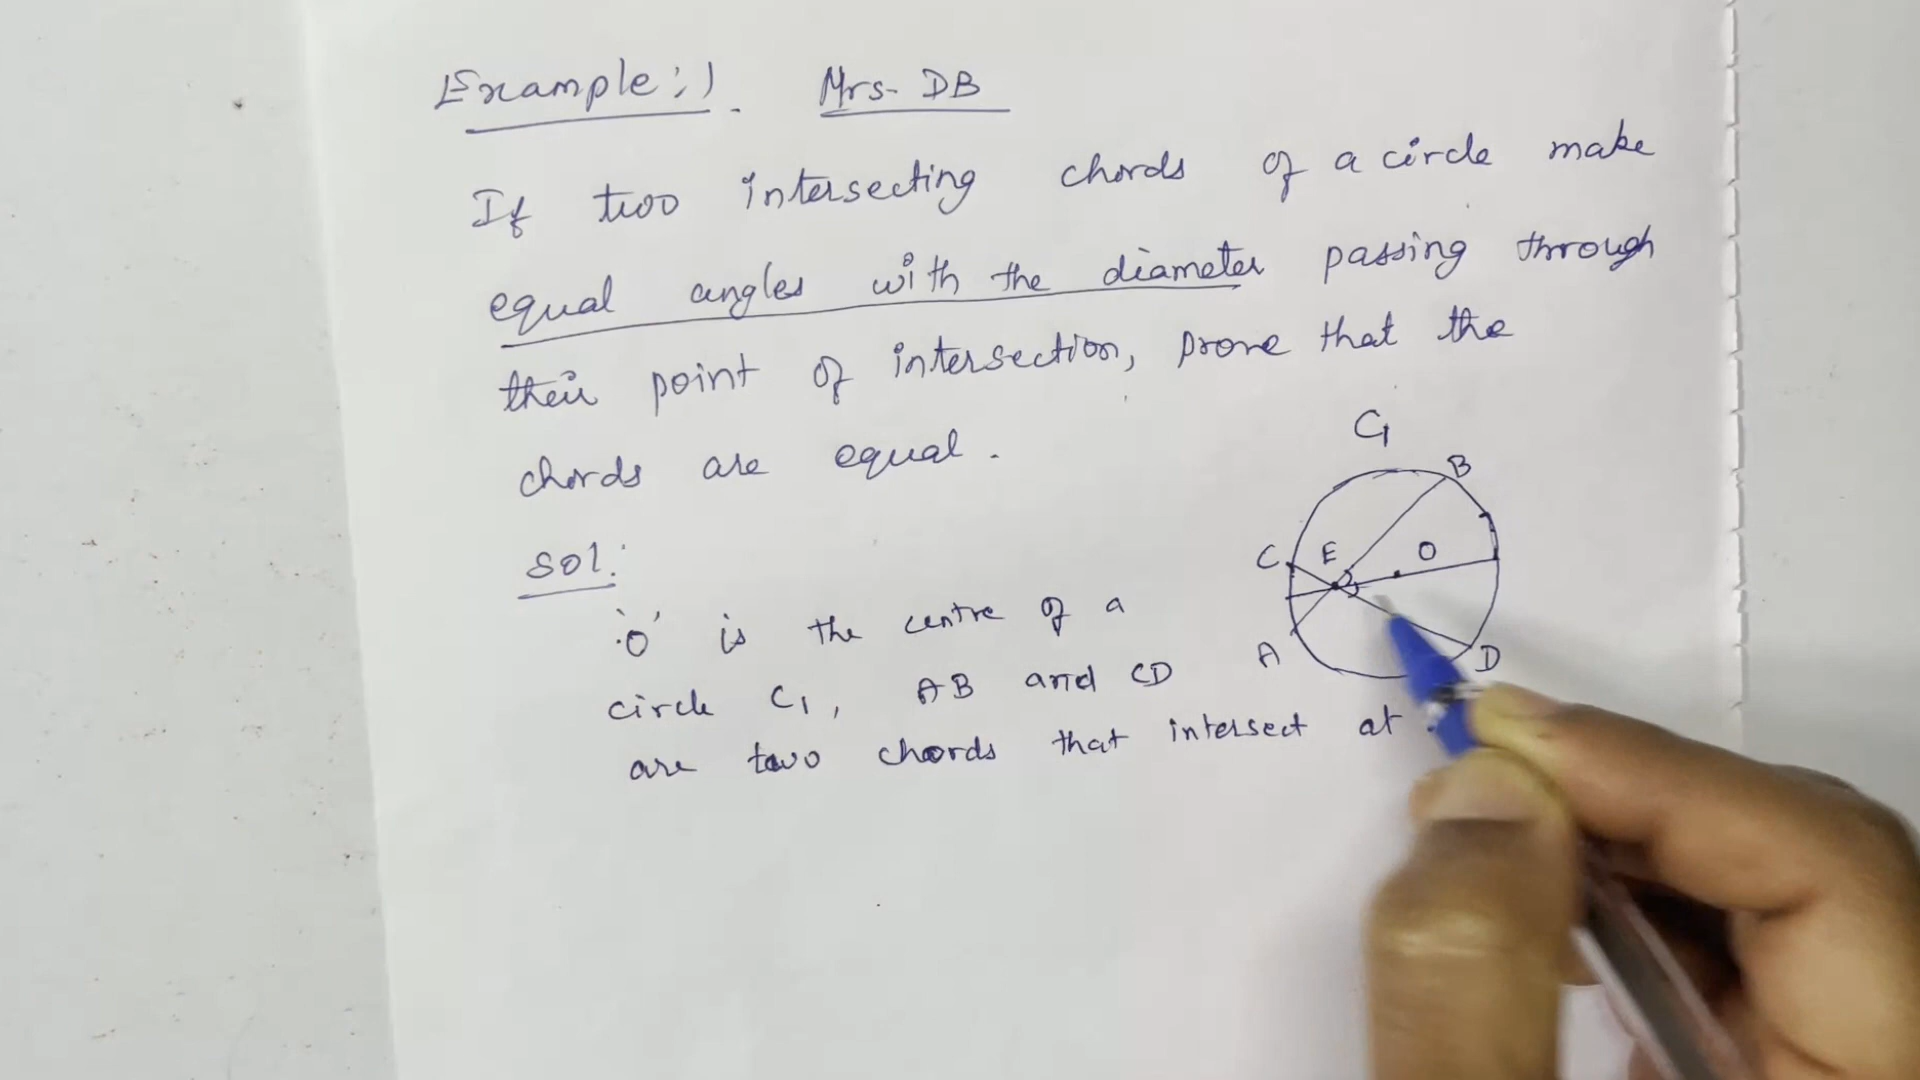 Example:1. Mrs. DB
If two intersecting chords of a circle make
equal angles with the diameter passing through
their point of intersection, prove that the
chords are equal.
C1
B
Sol:
C E O
'O' is the centre of a
A D
circle C1, AB and CD
are two chords that intersect at